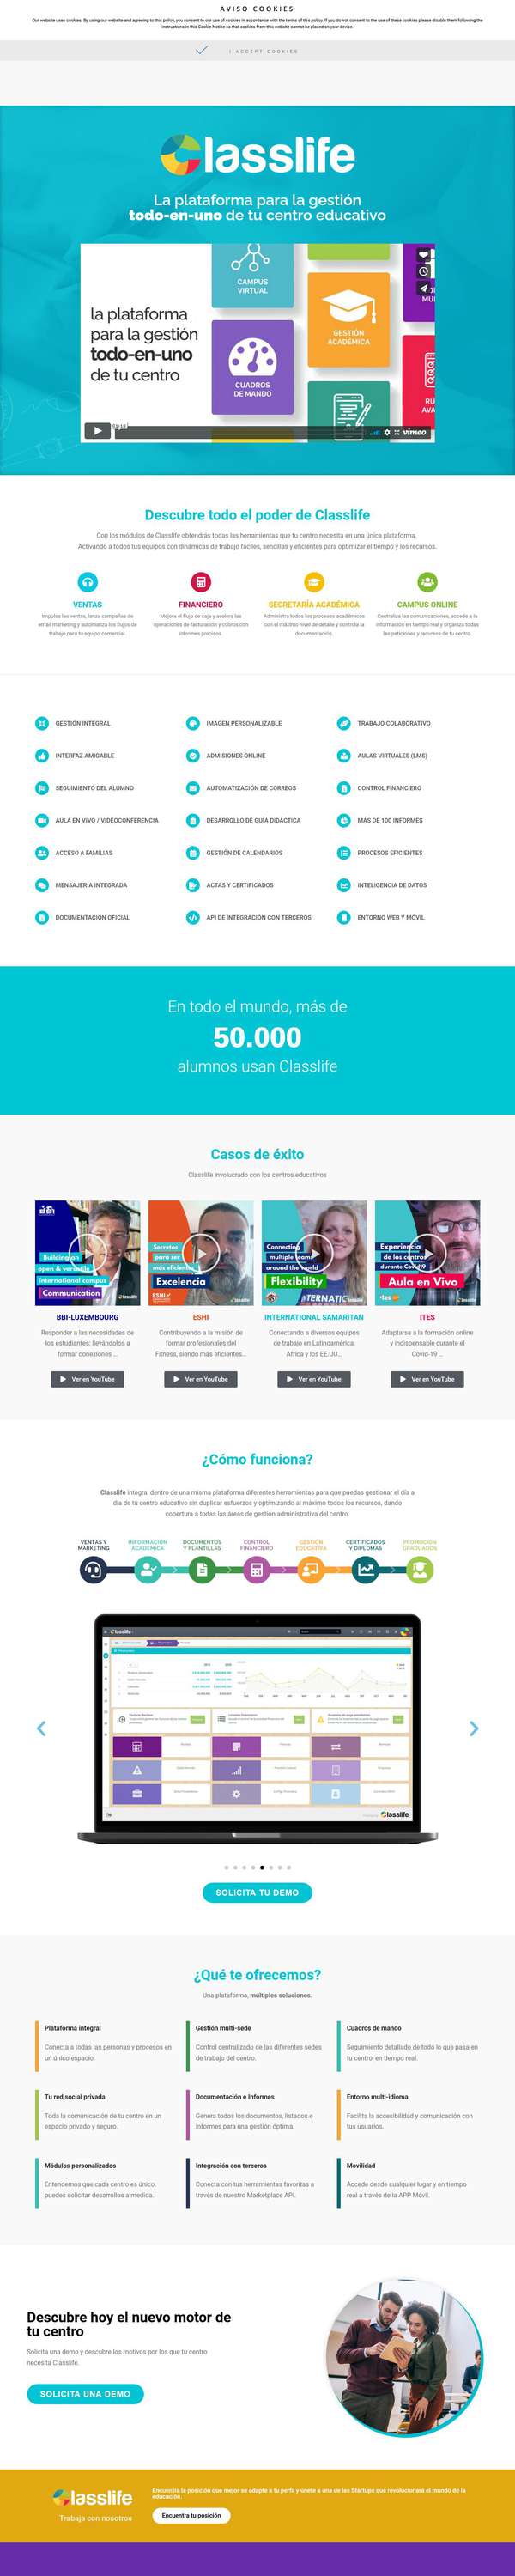 AVISO COOKIES
Our website uses cookies. By using our website and agreeing to this policy, you consent to our use of cookies in accordance with the terms of this policy. If you do not consent to the use of these cookies please disable them following the
instructions in this Cookie Notice so that cookies from this website cannot be placed on your device.
I ACCEPT COOKIES
Classlife
La plataforma para la gestión
todo-en-uno de tu centro educativo
la plataforma
para la gestión
todo-en-uno
de tu centro
CAMPUS
VIRTUAL
GESTIÓN
ACADÉMICA
CUADROS
DE MANDO
vimeo
Descubre todo el poder de Classlife
Con los módulos de Classlife obtendrás todas las herramientas que tu centro necesita en una única plataforma.
Activando a todos tus equipos con dinámicas de trabajo fáciles, sencillas y eficientes para optimizar el tiempo y los recursos.
VENTAS
Impulsa las ventas, lanza campañas de
email marketing y automatiza los flujos de
trabajo para tu equipo comercial.
FINANCIERO
Mejora el flujo de caja y acelera las
operaciones de facturación y cobros con
informes precisos
SECRETARÍA ACADÉMICA
Administra todos los procesos académicos
con el máximo nivel de detalle y controla la
documentación.
CAMPUS ONLINE
Centraliza las comunicaciones, accede a la
información en tiempo real y organiza todas
las peticiones y recursos de tu centro.
GESTIÓN INTEGRAL
IMAGEN PERSONALIZABLE
TRABAJO COLABORATIVO
INTERFAZ AMIGABLE
ADMISIONES ONLINE
AULAS VIRTUALES (LMS)
SEGUIMIENTO DEL ALUMNO
AUTOMATIZACIÓN DE CORREOS
CONTROL FINANCIERO
AULA EN VIVO / VIDEOCONFERENCIA
DESARROLLO DE GUÍA DIDÁCTICA
MÁS DE 100 INFORMES
ACCESO A FAMILIAS
GESTIÓN DE CALENDARIOS
PROCESOS EFICIENTES
MENSAJERÍA INTEGRADA
ACTAS Y CERTIFICADOS
INTELIGENCIA DE DATOS
DOCUMENTACIÓN OFICIAL
API DE INTEGRACIÓN CON TERCEROS
ENTORNO WEB Y MÓVIL
En todo el mundo, más de
50.000
alumnos usan Classlife
Casos de éxito
Classlife involucrado con los centros educativos
Building an
open & versatile
international campus
Communication
Secretos
para ser
más eficientes
Excelencia
ESHI
Connecting
multiple teams
around the world
Flexibility
Experiencia
de los centros
durante Covid19
Aula en Vivo
BBI-LUXEMBOURG
Responder a las necesidades de
los estudiantes; llevándolos a
formar conexiones ...
ESHI
Contribuyendo a la misión de
formar profesionales del
Fitness, siendo más eficientes...
INTERNATIONAL SAMARITAN
Conectando a diversos equipos
de trabajo en Latinoamérica,
Africa y los EE.UU...
ITES
Adaptarse a la formación online
y indispensable durante el
Covid-19 ...
Ver en YouTube
Ver en YouTube
Ver en YouTube
Ver en YouTube
¿Cómo funciona?
Classlife integra, dentro de una misma plataforma diferentes herramientas para que puedas gestionar el día a
día de tu centro educativo sin duplicar esfuerzos y optimizando al máximo todos los recursos, dando
cobertura a todas las áreas de gestión administrativa del centro.
VENTAS Y
MARKETING
INFORMACIÓN
ACADÉMICA
DOCUMENTOS
Y PLANTILLAS
CONTROL
FINANCIERO
GESTIÓN
EDUCATIVA
CERTIFICADOS
Y DIPLOMAS
PROMOCIÓN
GRADUADOS
Classlife
Classlife
SOLICITA TU DEMO
¿Qué te ofrecemos?
Una plataforma, múltiples soluciones.
Plataforma integral
Conecta a todas las personas y procesos en
un único espacio.
Gestión multi-sede
Control centralizado de las diferentes sedes
de trabajo del centro.
Cuadros de mando
Seguimiento detallado de todo lo que pasa en
tu centro, en tiempo real.
Tu red social privada
Toda la comunicación de tu centro en un
espacio privado y seguro.
Documentación e Informes
Genera todos los documentos, listados e
informes para una gestión óptima.
Entorno multi-idioma
Facilita la accesibilidad y comunicación con
tus usuarios.
Módulos personalizados
Entendemos que cada centro es único,
puedes solicitar desarrollos a medida.
Integración con terceros
Conecta con tus herramientas favoritas a
través de nuestro Marketplace API.
Movilidad
Accede desde cualquier lugar y en tiempo
real a través de la APP Móvil.
Descubre hoy el nuevo motor de
tu centro
Solicita una demo y descubre los motivos por los que tu centro
necesita Classlife.
SOLICITA UNA DEMO
Classlife
Trabaja con nosotros
Encuentra la posición que mejor se adapte a tu perfil y únete a una de las Startups que revolucionará el mundo de la
educación.
Encuentra tu posición